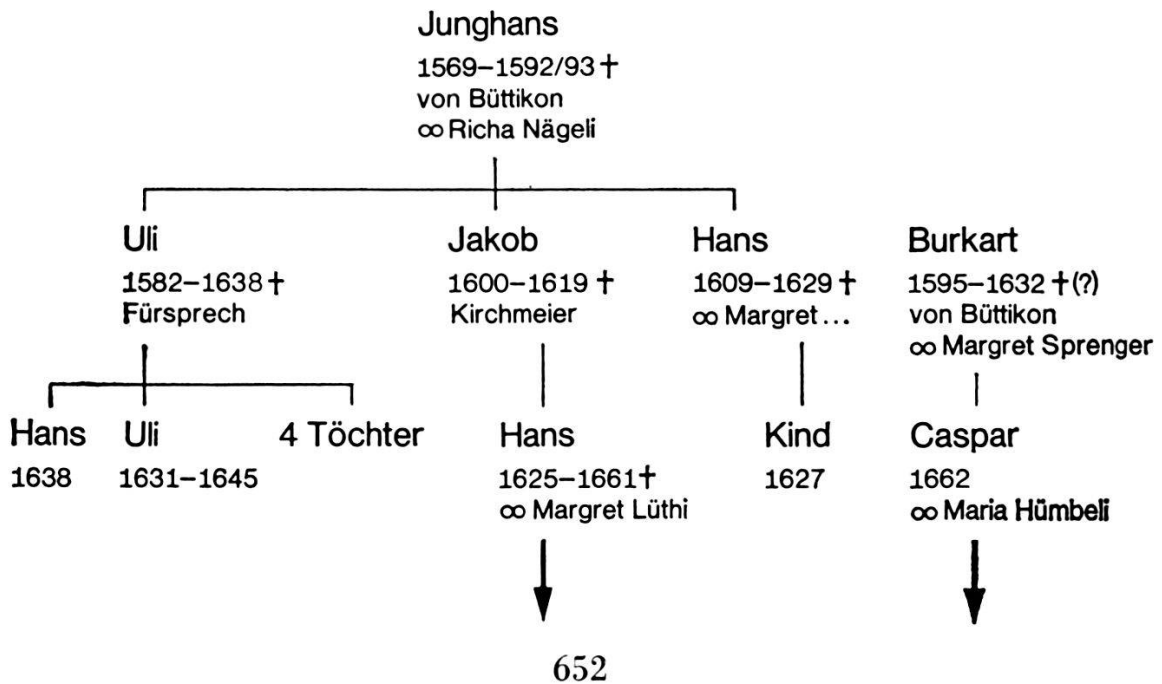 Junghans
1569–1592/93 †
von Büttikon
∞ Richa Nägeli
Uli
1582–1638 †
Fürsprech
Jakob
1600–1619 †
Kirchmeier
Hans
1609–1629 †
∞ Margret ...
Burkart
1595–1632 † (?)
von Büttikon
∞ Margret Sprenger
Hans
1638
Uli
1631–1645
4 Töchter
Hans
1625–1661 †
∞ Margret Lüthi
Kind
1627
Caspar
1662
∞ Maria Hümbeli
652